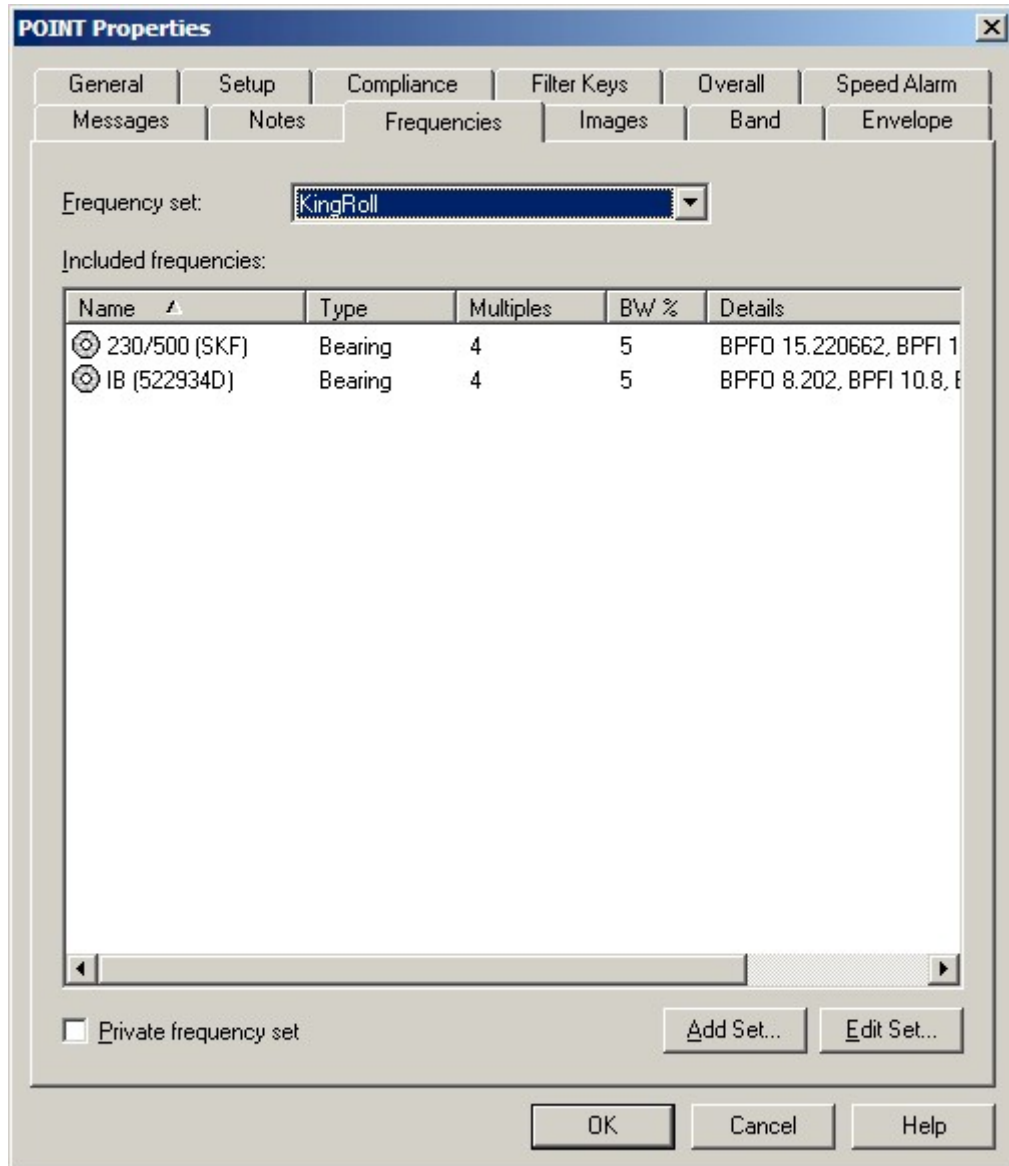 POINT Properties
General Setup Compliance Filter Keys Overall Speed Alarm
Messages Notes Frequencies Images Band Envelope
Frequency set: KingRoll
Included frequencies:
Name Type Multiples BW % Details
230/500 (SKF) Bearing 4 5 BPFO 15.220662, BPFI 1
IB (522934D) Bearing 4 5 BPFO 8.202, BPFI 10.8,
Private frequency set Add Set... Edit Set...
OK Cancel Help